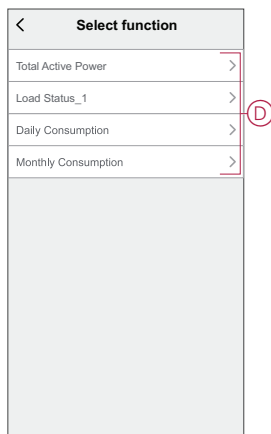 Select function
Total Active Power
Load Status_1
Daily Consumption
Monthly Consumption
D